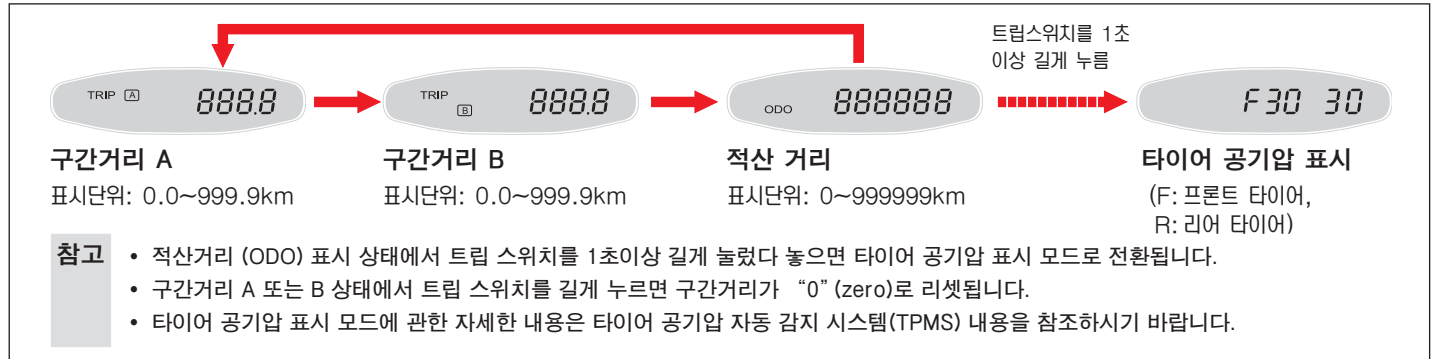 트립스위치를 1초
이상 길게 누름
TRIP A 888.8
TRIP B 888.8
ODO 888888
F30 30
구간거리 A
표시단위: 0.0~999.9km
구간거리 B
표시단위: 0.0~999.9km
적산 거리
표시단위: 0~999999km
타이어 공기압 표시
(F: 프론트 타이어,
R: 리어 타이어)
참고
• 적산거리 (ODO) 표시 상태에서 트립 스위치를 1초이상 길게 눌렀다 놓으면 타이어 공기압 표시 모드로 전환됩니다.
• 구간거리 A 또는 B 상태에서 트립 스위치를 길게 누르면 구간거리가 “0” (zero)로 리셋됩니다.
• 타이어 공기압 표시 모드에 관한 자세한 내용은 타이어 공기압 자동 감지 시스템(TPMS) 내용을 참조하시기 바랍니다.